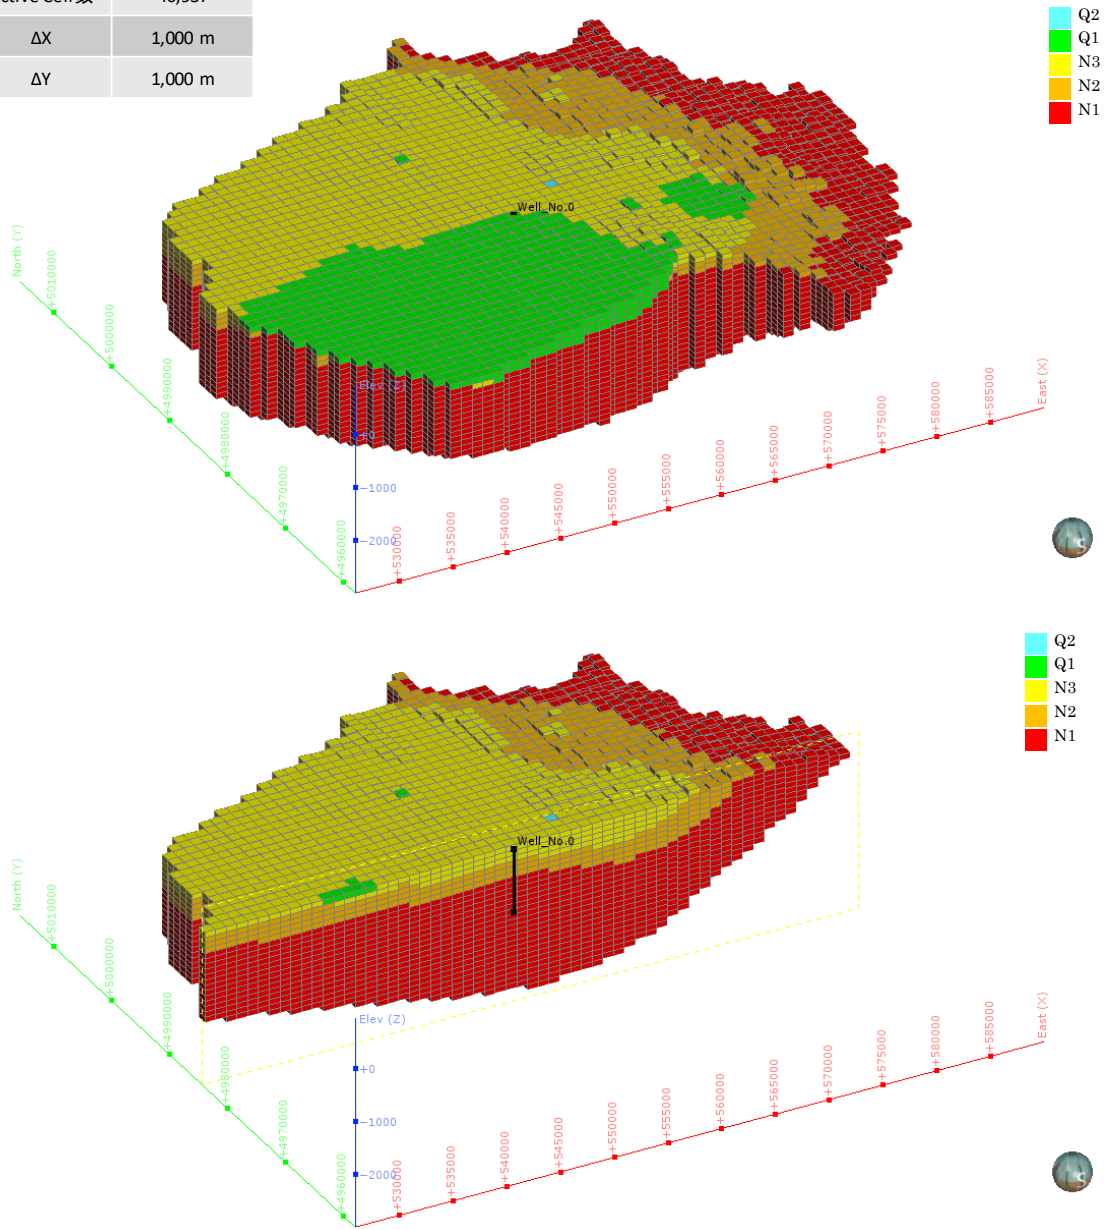 ΔX 1,000 m
ΔY 1,000 m
Q2
Q1
N3
N2
N1
Well_No.0
North (Y)
+5010000
+5000000
+4990000
+4980000
+4970000
+4960000
Elev (Z)
+0
-1000
-2000
+530000
+535000
+540000
+545000
+550000
+555000
+560000
+565000
+570000
+575000
+580000
+585000
East (X)
Q2
Q1
N3
N2
N1
Well_No.0
North (Y)
+5010000
+5000000
+4990000
+4980000
+4970000
+4960000
Elev (Z)
+0
-1000
-2000
+530000
+535000
+540000
+545000
+550000
+555000
+560000
+565000
+570000
+575000
+580000
+585000
East (X)